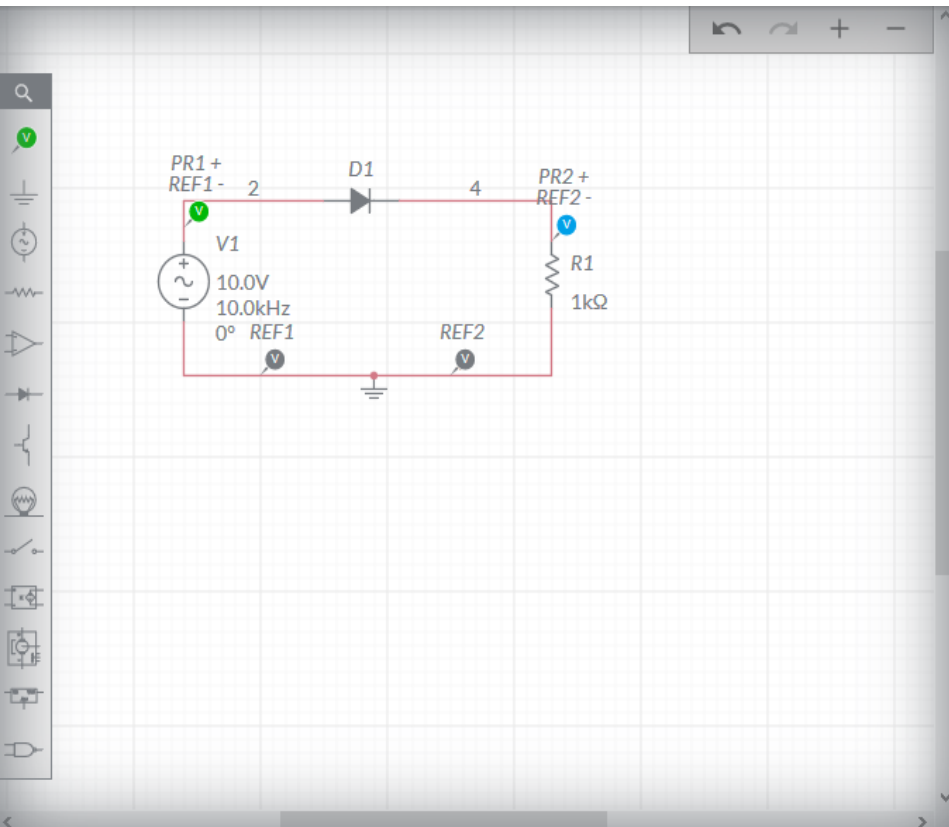 V
PR1 +
REF1 -
2
D1
4
PR2 +
REF2 -
V
V
V1
10.0V
10.0kHz
0°
REF1
REF2
R1
1kΩ
V
V